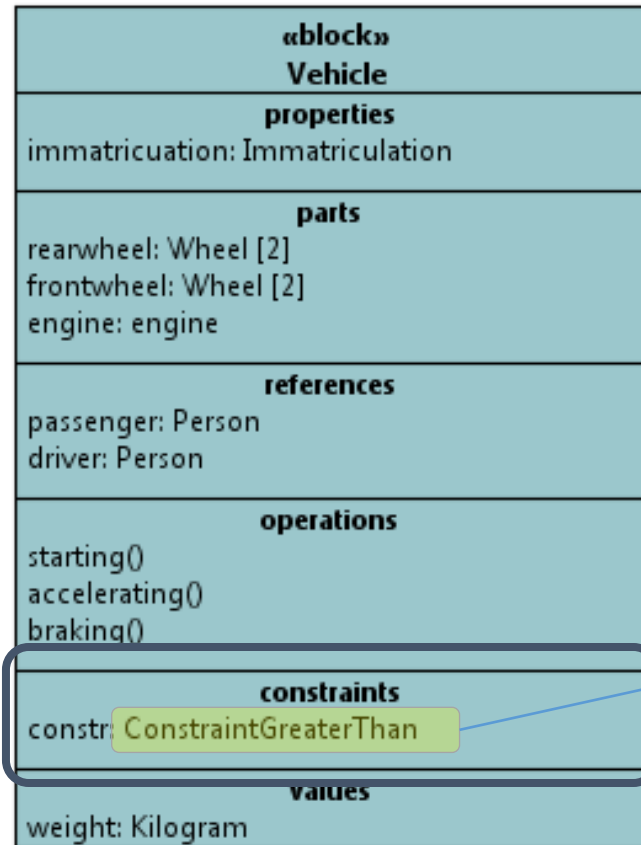 «block»
Vehicle
properties
immatricuation: Immatriculation
parts
rearwheel: Wheel [2]
frontwheel: Wheel [2]
engine: engine
references
passenger: Person
driver: Person
operations
starting()
accelerating()
braking()
constraints
constr: ConstraintGreaterThan
values
weight: Kilogram